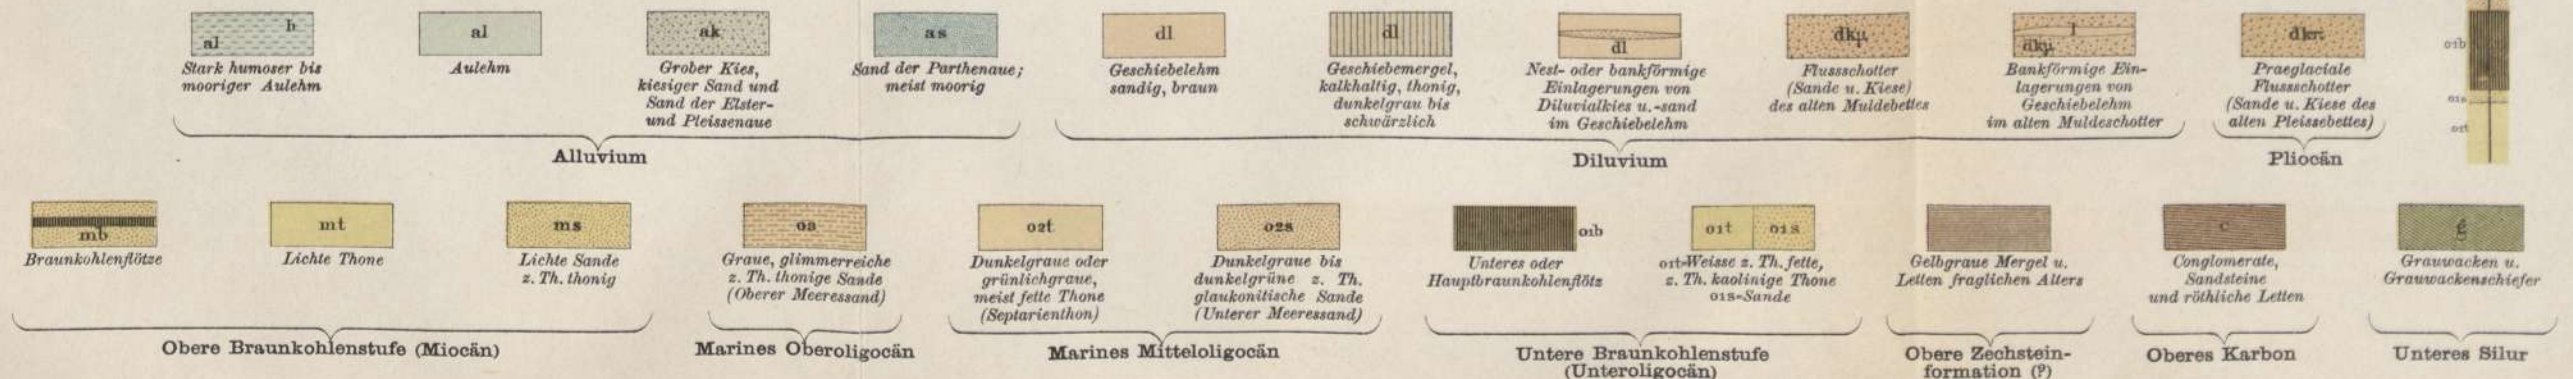 al h
Stark humoser bis
mooriger Aulehm
al
Aulehm
ak
Grober Kies,
kiesiger Sand und
Sand der Elster-
und Pleissenaue
as
Sand der Parthenaue;
meist moorig
Alluvium
dl
Geschiebelehm
sandig, braun
dl
Geschiebemergel,
kalkhaltig, thonig,
dunkelgrau bis
schwärzlich
dl
Nest- oder bankförmige
Einlagerungen von
Diluvialkies u.-sand
im Geschiebelehm
dkμ
Flussschotter
(Sande u. Kiese)
des alten Muldebettes
l
dkμ
Bankförmige Ein-
lagerungen von
Geschiebelehm
im alten Muldeschotter
Diluvium
dkπ
Praeglaciale
Flussschotter
(Sande u. Kiese des
alten Pleissebettes)
Pliocän
o1b
o1s
o1t
mb
Braunkohlenflötze
mt
Lichte Thone
ms
Lichte Sande
z. Th. thonig
Obere Braunkohlenstufe (Miocän)
o3
Graue, glimmerreiche
z. Th. thonige Sande
(Oberer Meeressand)
Marines Oberoligocän
o2t
Dunkelgraue oder
grünlichgraue,
meist fette Thone
(Septarienthon)
o2s
Dunkelgraue bis
dunkelgrüne z. Th.
glaukonitische Sande
(Unterer Meeressand)
Marines Mitteloligocän
o1b
Unteres oder
Hauptbraunkohlenflötz
o1t o1s
o1t=Weisse z. Th. fette,
z. Th. kaolinige Thone
o1s=Sande
Untere Braunkohlenstufe
(Unteroligocän)
Gelbgraue Mergel u.
Letten fraglichen Alters
Obere Zechstein-
formation (?)
c
Conglomerate,
Sandsteine
und röthliche Letten
Oberes Karbon
g
Grauwacken u.
Grauwackenschiefer
Unteres Silur